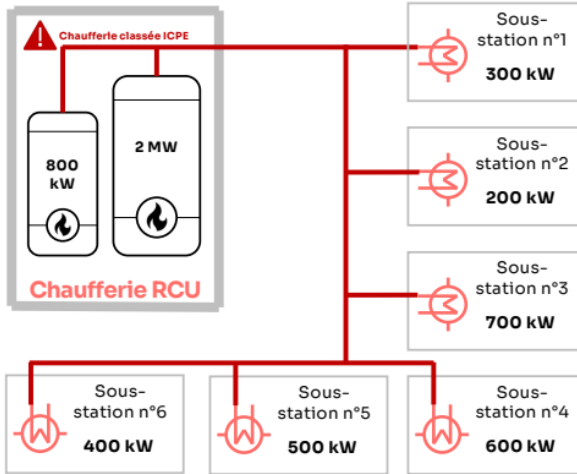 Chaufferie classée ICPE
800
kW
2 MW
Chaufferie RCU
Sous-
station n°1
300 kW
Sous-
station n°2
200 kW
Sous-
station n°3
700 kW
Sous-
station n°6
400 kW
Sous-
station n°5
500 kW
Sous-
station n°4
600 kW